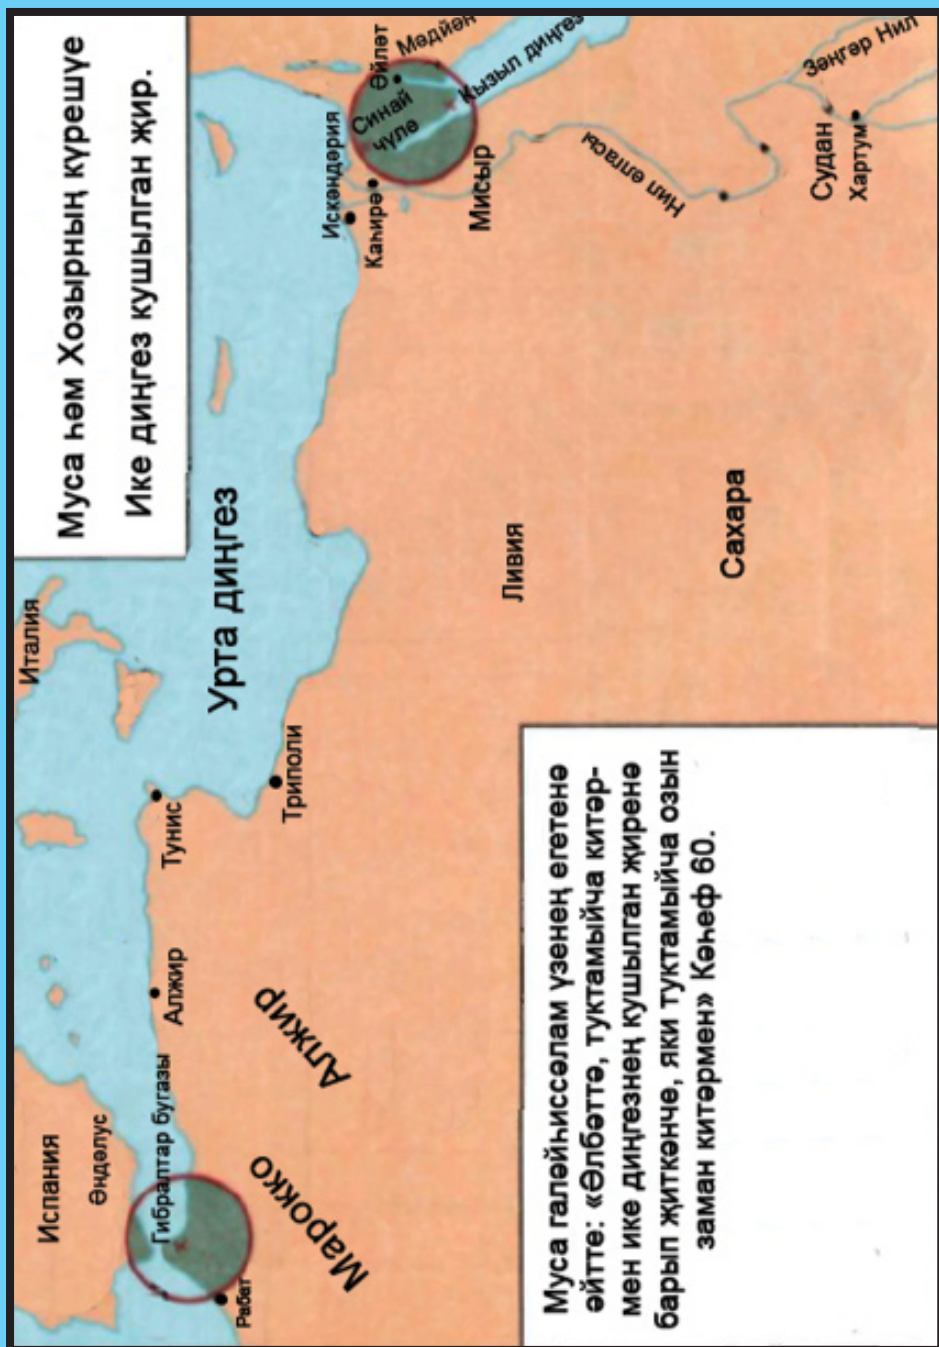 Муса һәм Хозырның күрешүе
Ике диңгез кушылган җир.
Испания
Әндәлус
Гибралтар бугазы
Рабат
Марокко
Алжир
Алжир
Тунис
Триполи
Италия
Урта диңгез
Ливия
Сахара
Искәндәрия
Каһирә
Мисыр
Синай
чүле
Әйләт
Мәдйән
Кызыл диңгез
Нил елгасы
Зәңгәр Нил
Судан
Хартум
Муса галәйһиссәлам үзенең егетенә
әйтте: «Әлбәттә, туктамыйча китәр-
мен ике диңгезнең кушылган җиренә
барып җиткәнче, яки туктамыйча озын
заман китәрмен» Кәһеф 60.